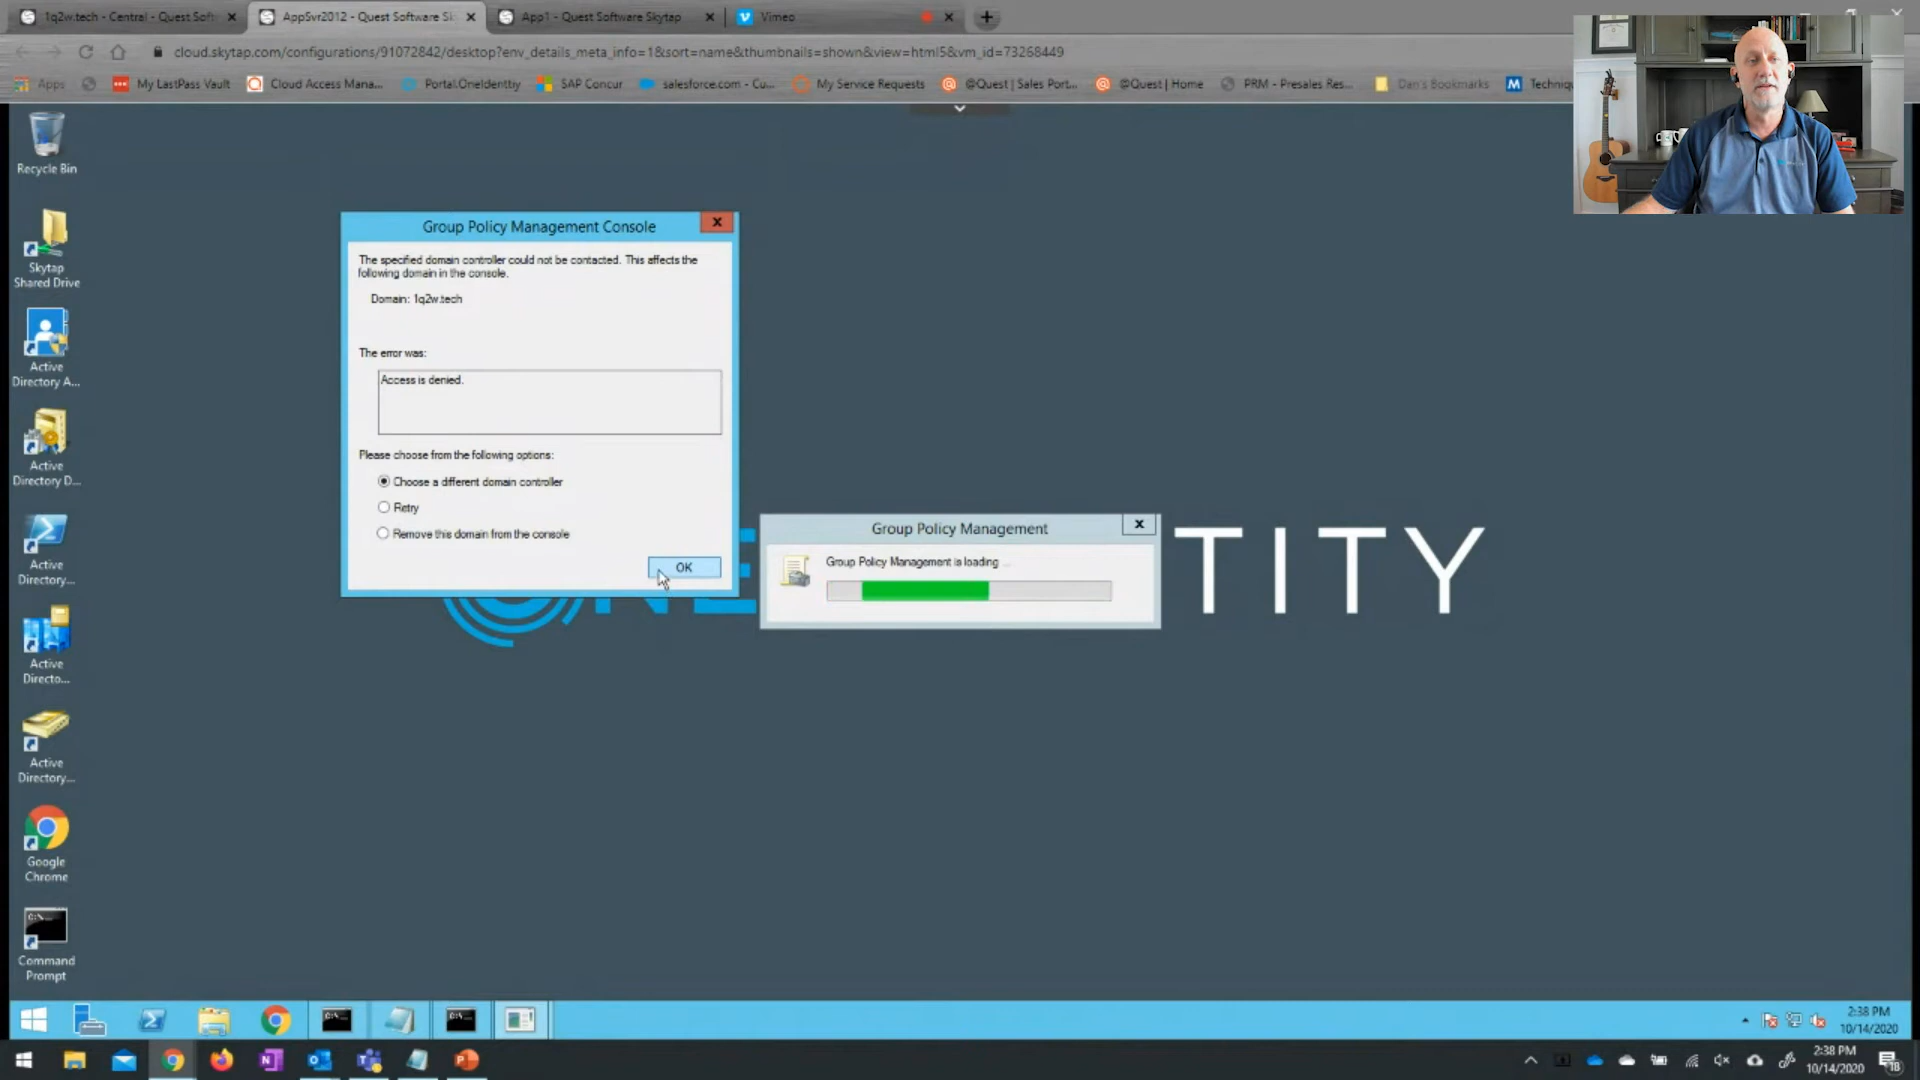 1q2w.tech - Central - Quest Soft
AppSvr2012 - Quest Software Sk
App1 - Quest Software Skytap
Vimeo
cloud.skytap.com/configurations/91072842/desktop?env_details_meta_info=1&sort=name&thumbnails=shown&view=html5&vm_id=73268449
Apps
My LastPass Vault
Cloud Access Mana...
Portal.OneIdentity
SAP Concur
salesforce.com - Cu...
My Service Requests
@Quest | Sales Port...
@Quest | Home
PRM - Presales Res...
Dan's Bookmarks
Techniq
Recycle Bin
Skytap
Shared Drive
Active
Directory A...
Active
Directory D...
Active
Directory...
Active
Directo...
Active
Directory...
Google
Chrome
Command
Prompt
Group Policy Management Console
The specified domain controller could not be contacted. This affects the
following domain in the console.
Domain: 1q2w.tech
The error was:
Access is denied.
Please choose from the following options:
Choose a different domain controller
Retry
Remove this domain from the console
OK
Group Policy Management
Group Policy Management is loading ...
TITY
2:38 PM
10/14/2020
2:38 PM
10/14/2020
18